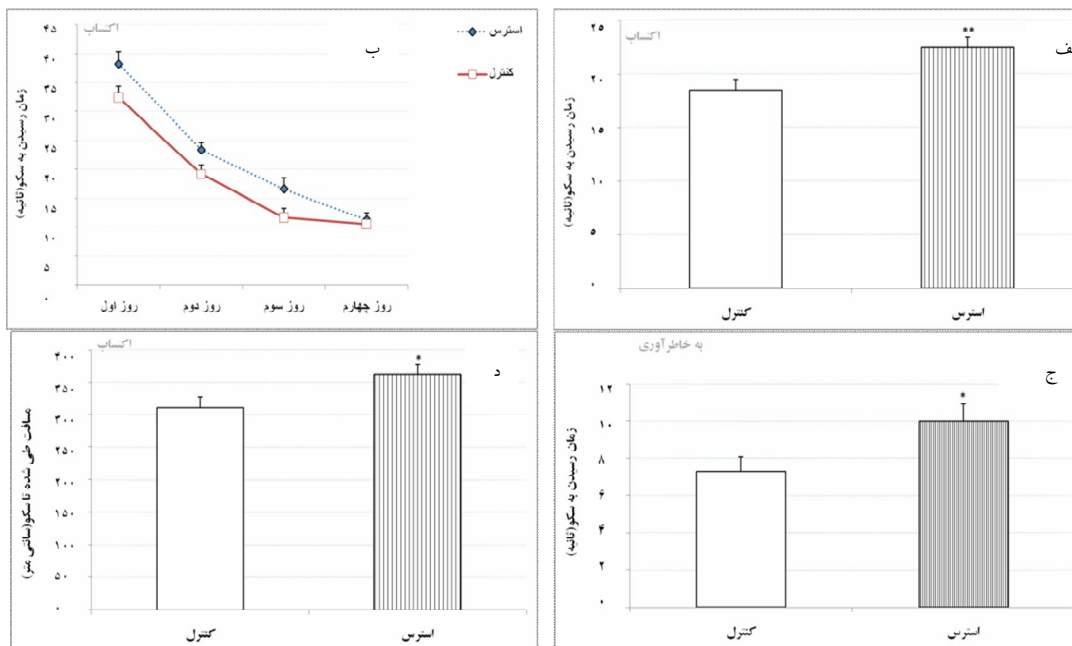 ف
اکتساب
زمان رسیدن به سکو(ثانیه)
۲۵
۲۰
۱۵
۱۰
۵
۰
**
کنترل
استرس
ب
اکتساب
استرس
کنترل
زمان رسیدن به سکو(ثانیه)
۴۵
۴۰
۳۵
۳۰
۲۵
۲۰
۱۵
۱۰
۵
۰
روز اول
روز دوم
روز سوم
روز چهارم
ج
به خاطرآوری
زمان رسیدن به سکو(ثانیه)
۱۲
۱۰
۸
۶
۴
۲
۰
*
کنترل
استرس
د
اکتساب
مسافت طی شده تا سکو(سانتی متر)
۴۰۰
۳۵۰
۳۰۰
۴۵۰
۲۰۰
۱۵۰
۱۰۰
۵۰
۰
*
کنترل
استرس